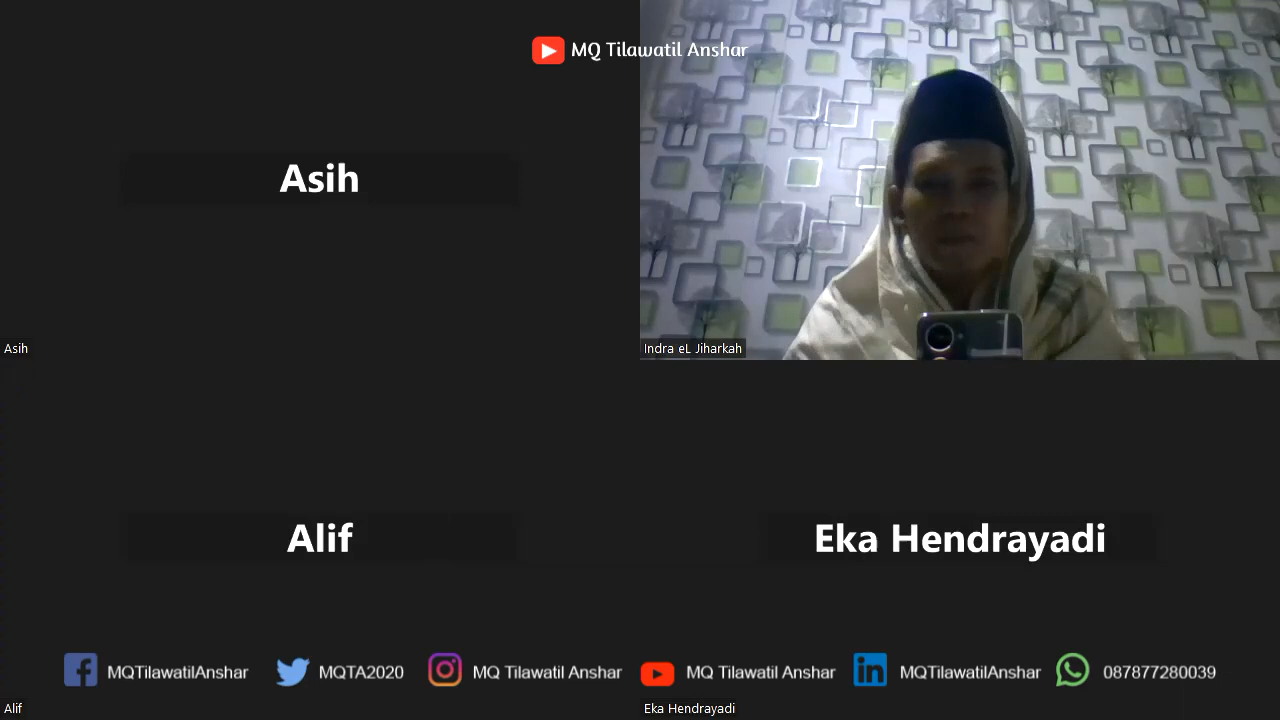 MQ Tilawatil Anshar
Asih
Asih
Indra eL Jiharkah
Alif
Eka Hendrayadi
MQTilawatilAnshar
MQTA2020
MQ Tilawatil Anshar
MQ Tilawatil Anshar
MQTilawatilAnshar
087877280039
Alif
Eka Hendrayadi